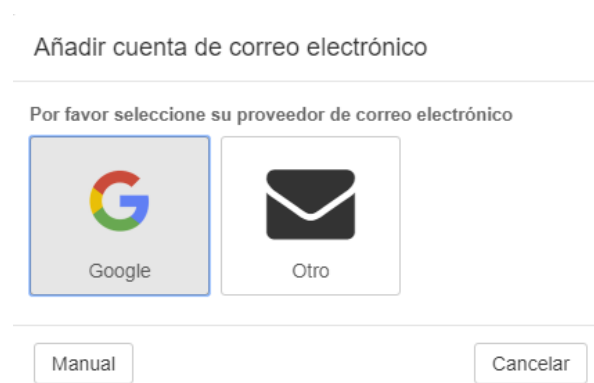 Añadir cuenta de correo electrónico
Por favor seleccione su proveedor de correo electrónico
Google
Otro
Manual
Cancelar